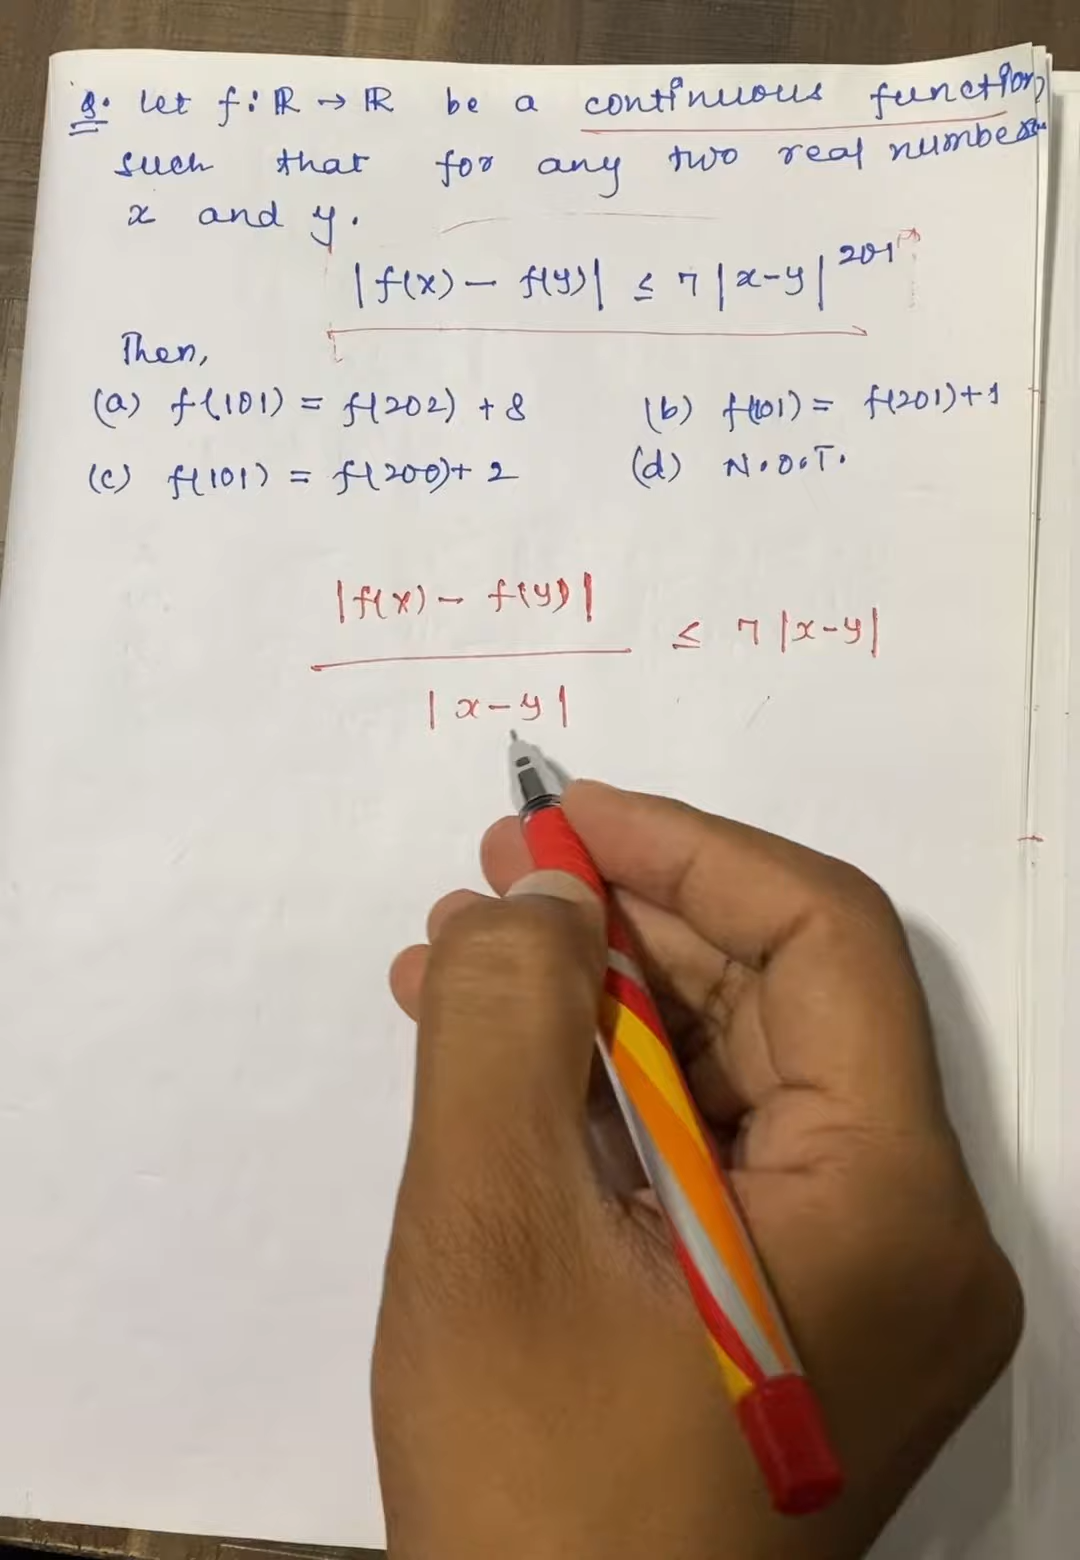 Q. Let f: ℝ → ℝ be a continuous function,
such that for any two real numbers
x and y.
|f(x) - f(y)| ≤ 7 |x-y|^201
Then,
(a) f(101) = f(202) + 8 (b) f(101) = f(201)+1
(c) f(101) = f(200)+ 2 (d) N.O.T.
|f(x) - f(y)|
≤ 7 |x-y|
|x-y|